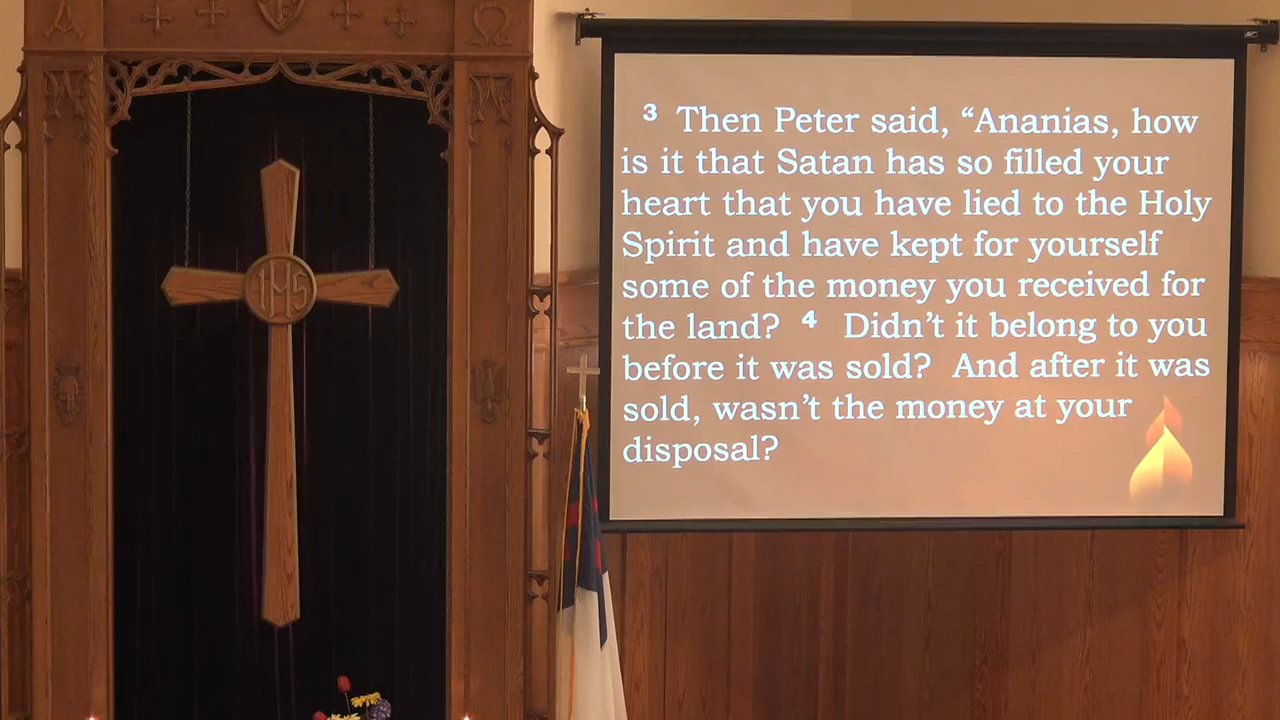 IHS
3 Then Peter said, “Ananias, how
is it that Satan has so filled your
heart that you have lied to the Holy
Spirit and have kept for yourself
some of the money you received for
the land? 4 Didn’t it belong to you
before it was sold? And after it was
sold, wasn’t the money at your
disposal?